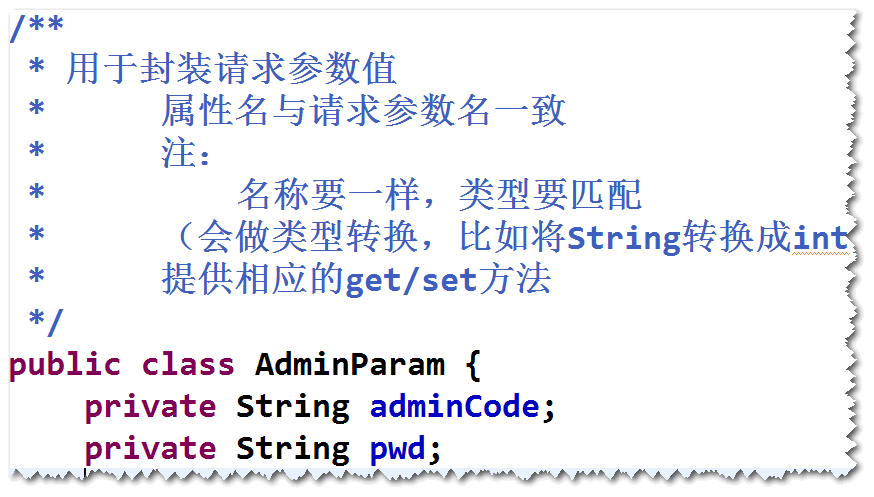 /**
 * 用于封装请求参数值
 *      属性名与请求参数名一致
 *      注：
 *          名称要一样，类型要匹配
 *      （会做类型转换，比如将String转换成int
 *      提供相应的get/set方法
 */
public class AdminParam {
    private String adminCode;
    private String pwd;